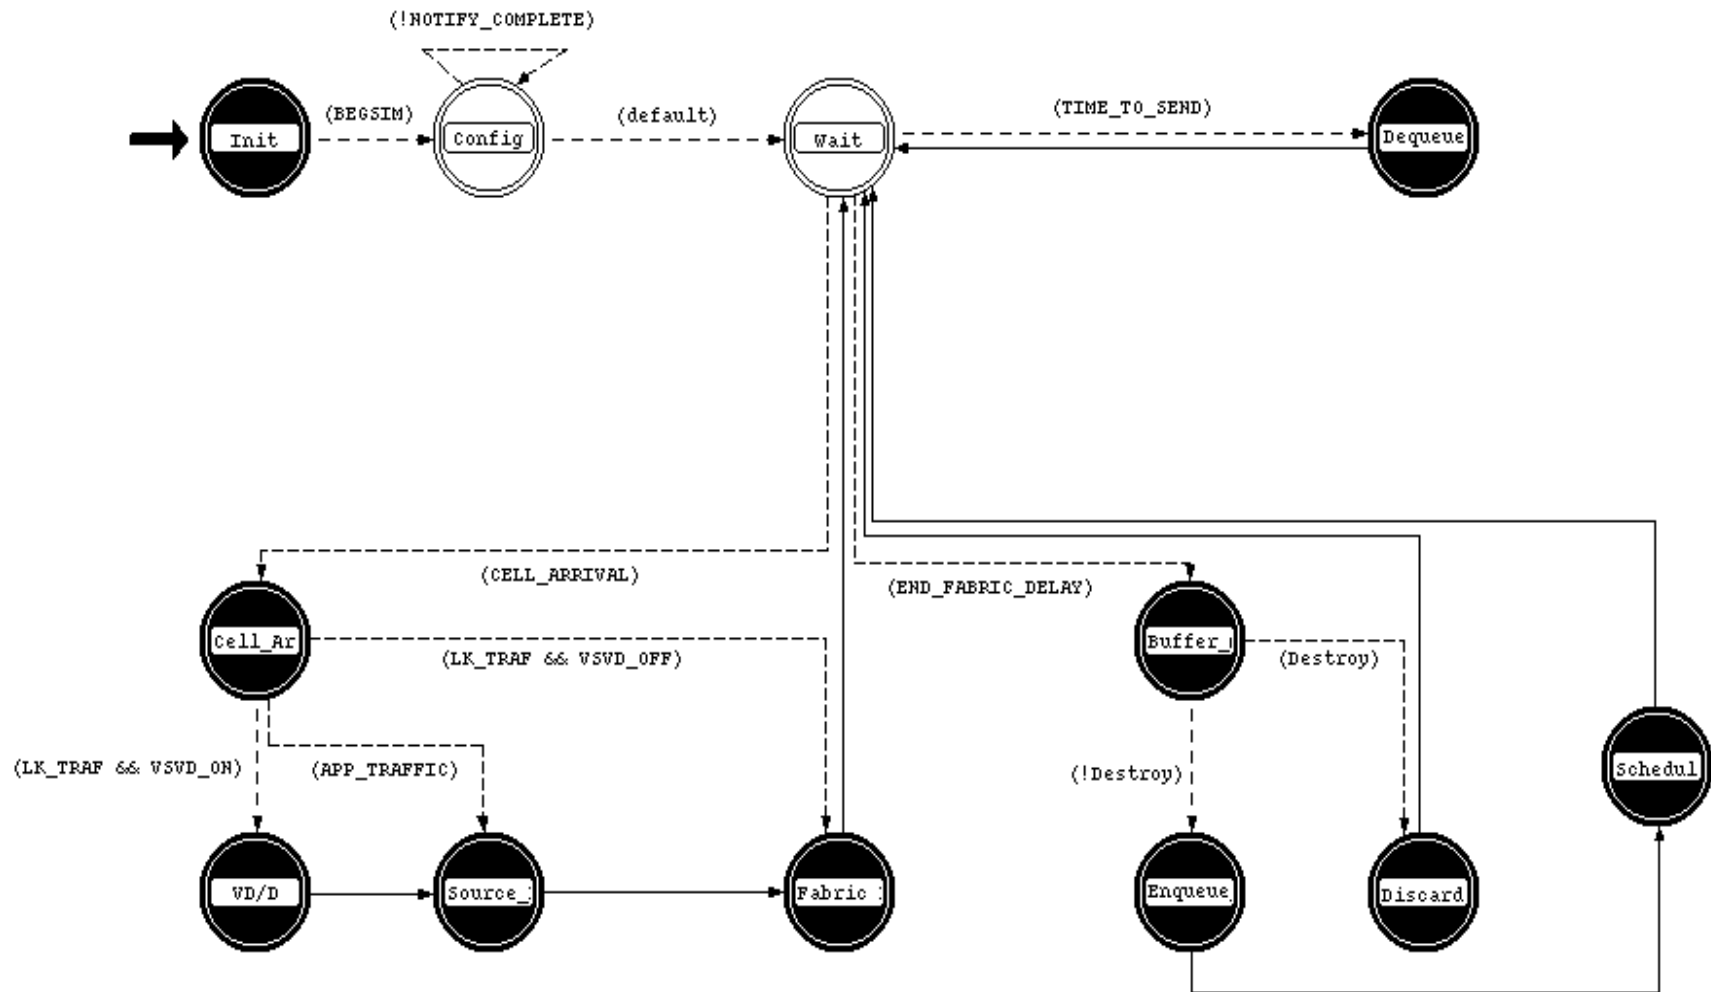 (!NOTIFY_COMPLETE)
(BEGSIM)
(default)
(TIME_TO_SEND)
Init
Config
Wait
Dequeue
(CELL_ARRIVAL)
(END_FABRIC_DELAY)
Cell_Ar
(LK_TRAF && VSVD_OFF)
Buffer_
(Destroy)
(LK_TRAF && VSVD_ON)
(APP_TRAFFIC)
(!Destroy)
Schedul
VD/D
Source_
Fabric
Enqueue
Discard